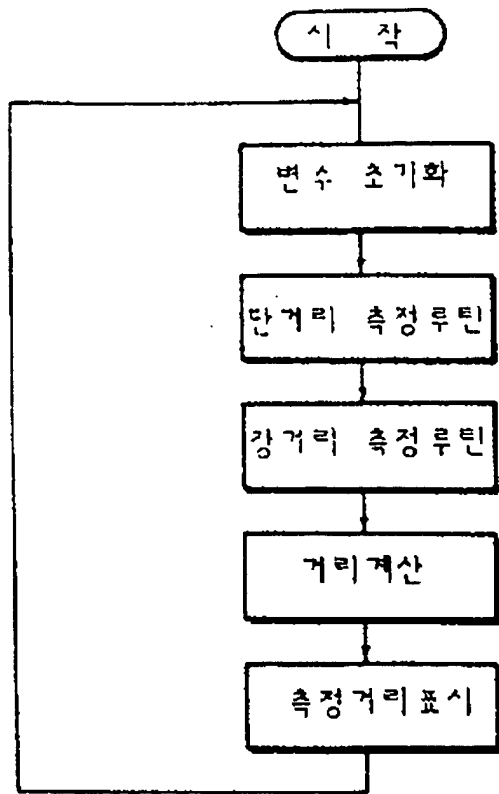 시 작
변수 초기화
단거리 측정루틴
장거리 측정루틴
거리계산
측정거리표시